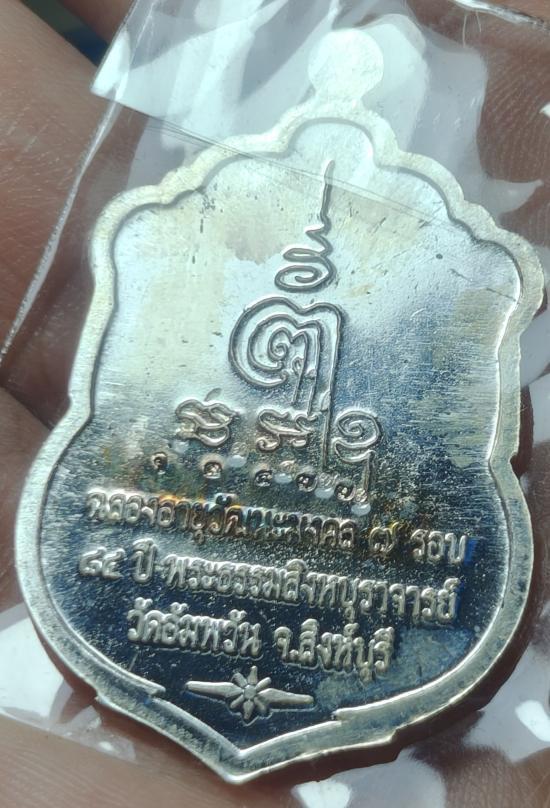 ฉลองอายุวัฒนะมงคล ๗ รอบ
๘๔ ปี พระธรรมสิงหบุราจารย์
วัดอัมพวัน จ.สิงห์บุรี